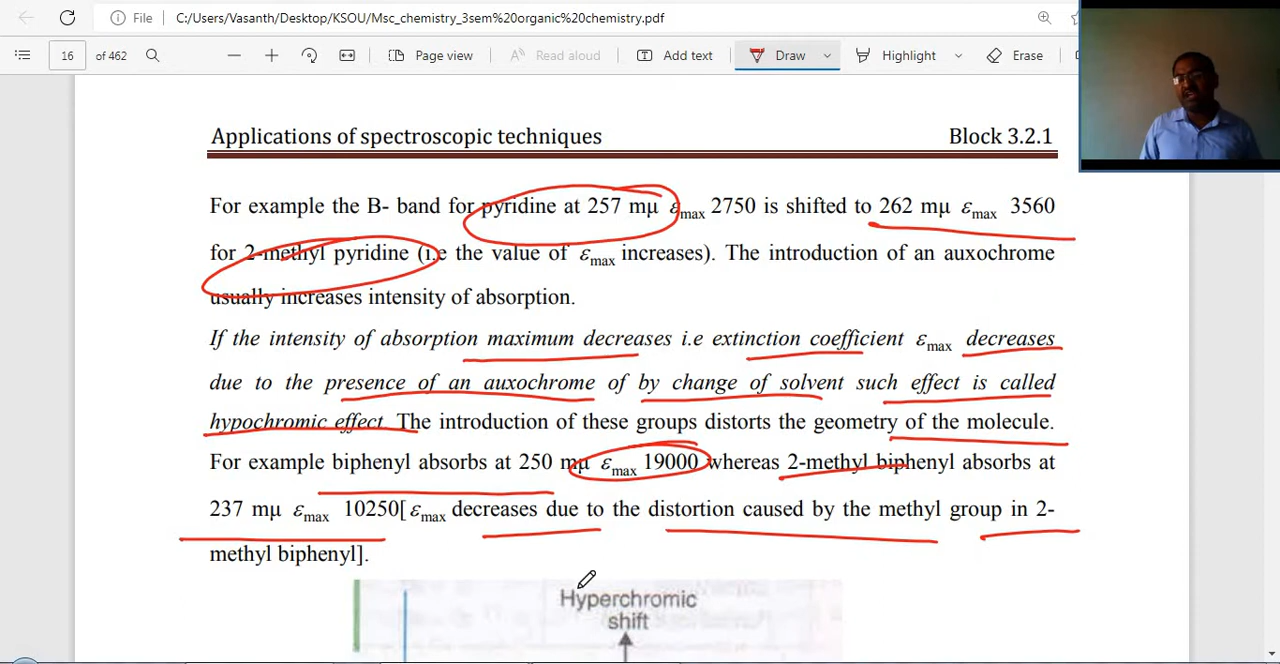 File C:/Users/Vasanth/Desktop/KSOU/Msc_chemistry_3sem%20organic%20chemistry.pdf
16 of 462 Page view Read aloud Add text Draw Highlight Erase
Applications of spectroscopic techniques Block 3.2.1
For example the B- band for pyridine at 257 mμ εmax 2750 is shifted to 262 mμ εmax 3560
for 2-methyl pyridine (i.e the value of εmax increases). The introduction of an auxochrome
usually increases intensity of absorption.
If the intensity of absorption maximum decreases i.e extinction coefficient εmax decreases
due to the presence of an auxochrome of by change of solvent such effect is called
hypochromic effect. The introduction of these groups distorts the geometry of the molecule.
For example biphenyl absorbs at 250 mμ εmax 19000 whereas 2-methyl biphenyl absorbs at
237 mμ εmax 10250[ εmax decreases due to the distortion caused by the methyl group in 2-
methyl biphenyl].
Hyperchromic
shift